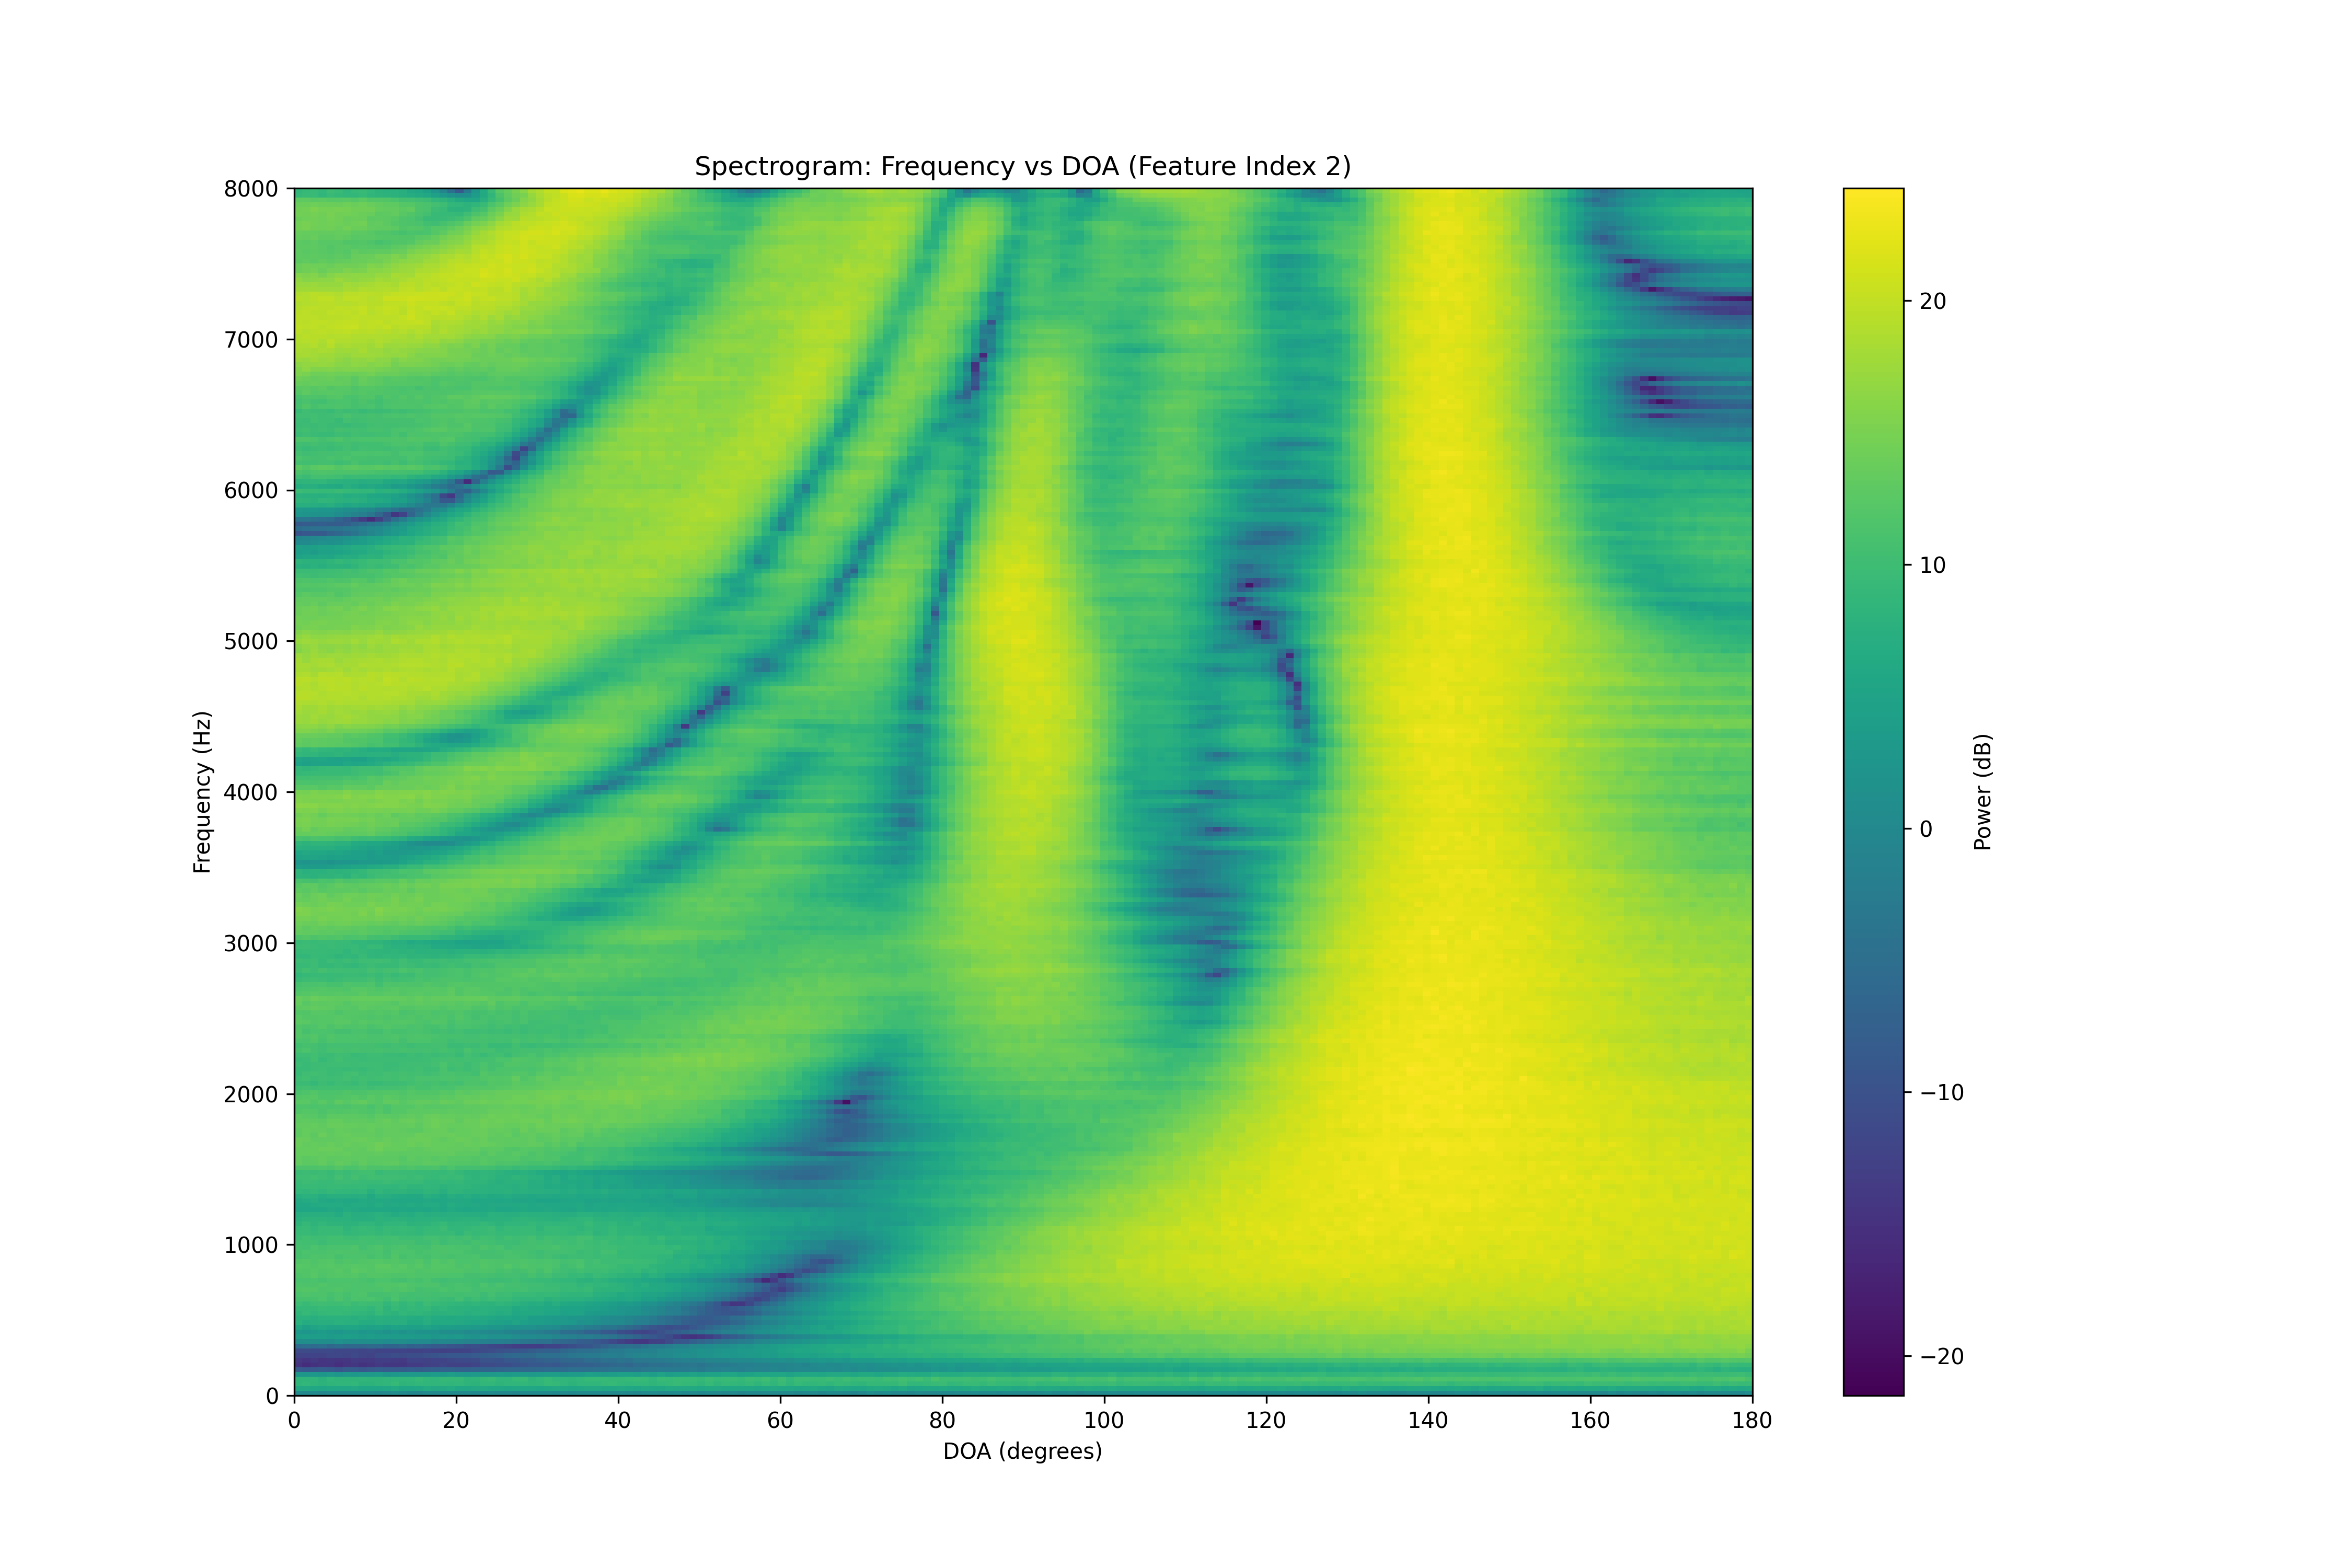 Spectrogram: Frequency vs DOA (Feature Index 2)
8000
7000
6000
5000
4000
3000
2000
1000
0
Frequency (Hz)
0 20 40 60 80 100 120 140 160 180
DOA (degrees)
20
10
0
−10
−20
Power (dB)